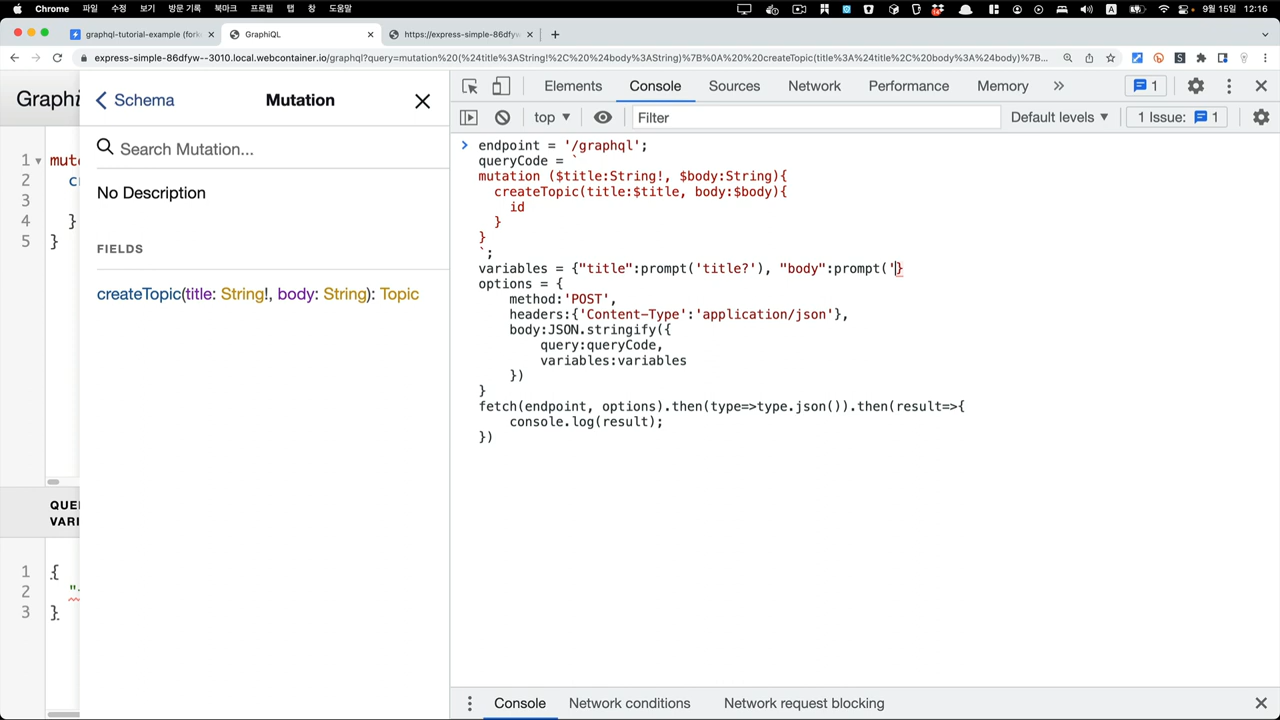 Chrome 파일 수정 보기 방문 기록 북마크 프로필 탭 창 도움말 9월 15일 12:16
graphql-tutorial-example (fork GraphiQL https://express-simple-86dfyw-
express-simple-86dfyw--3010.local.webcontainer.io/graphql?query=mutation%20(%24title%3AString!%2C%20%24body%3AString)%7B%0A%20%20createTopic(title%3A%24title%2C%20body%3A%24body)%7B...
Graphi
Schema Mutation
Search Mutation...
No Description
FIELDS
createTopic(title: String!, body: String): Topic
1 muta
2 c
3
4 }
5 }
QUE
VARI
1 {
2 "
3 }
Elements Console Sources Network Performance Memory 1
top Filter Default levels 1 Issue: 1
endpoint = '/graphql';
queryCode = `
mutation ($title:String!, $body:String){
createTopic(title:$title, body:$body){
id
}
}
`;
variables = {"title":prompt('title?'), "body":prompt('}
options = {
method:'POST',
headers:{'Content-Type':'application/json'},
body:JSON.stringify({
query:queryCode,
variables:variables
})
}
fetch(endpoint, options).then(type=>type.json()).then(result=>{
console.log(result);
})
Console Network conditions Network request blocking